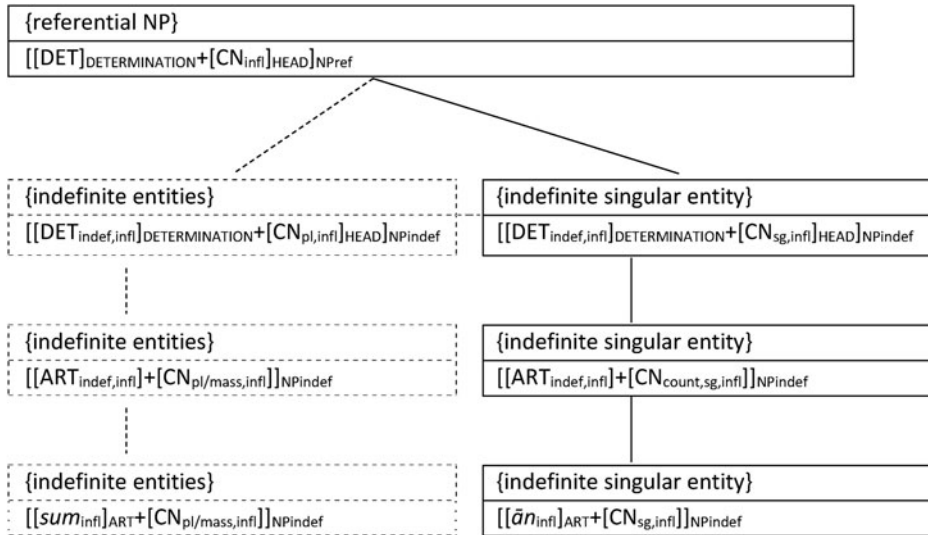 {referential NP}
[[DET]DETERMINATION+[CNinfl]HEAD]NPref
{indefinite entities}
[[DETindef,infl]DETERMINATION+[CNpl,infl]HEAD]NPindef
{indefinite singular entity}
[[DETindef,infl]DETERMINATION+[CNsg,infl]HEAD]NPindef
{indefinite entities}
[[ARTindef,infl]+[CNpl/mass,infl]]NPindef
{indefinite singular entity}
[[ARTindef,infl]+[CNcount,sg,infl]]NPindef
{indefinite entities}
[[suminfl]ART+[CNpl/mass,infl]]NPindef
{indefinite singular entity}
[[āninfl]ART+[CNsg,infl]]NPindef